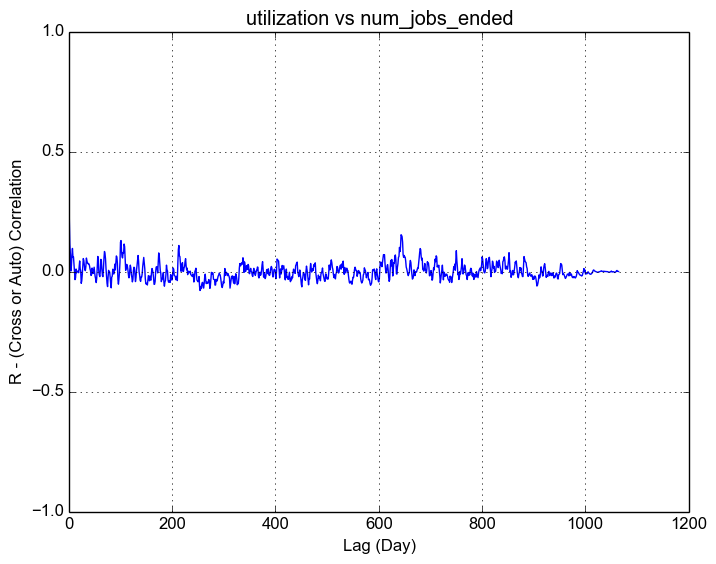 utilization vs num_jobs_ended
1.0
0.5
0.0
−0.5
−1.0
R - (Cross or Auto) Correlation
0 200 400 600 800 1000 1200
Lag (Day)